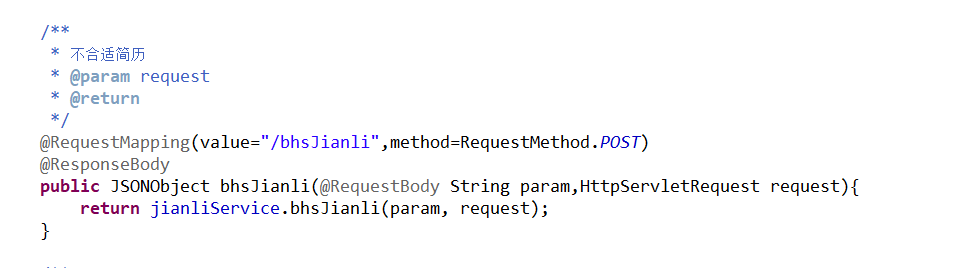 /**
 * 不合适简历
 * @param request
 * @return
 */
@RequestMapping(value="/bhsJianli",method=RequestMethod.POST)
@ResponseBody
public JSONObject bhsJianli(@RequestBody String param,HttpServletRequest request){
    return jianliService.bhsJianli(param, request);
}